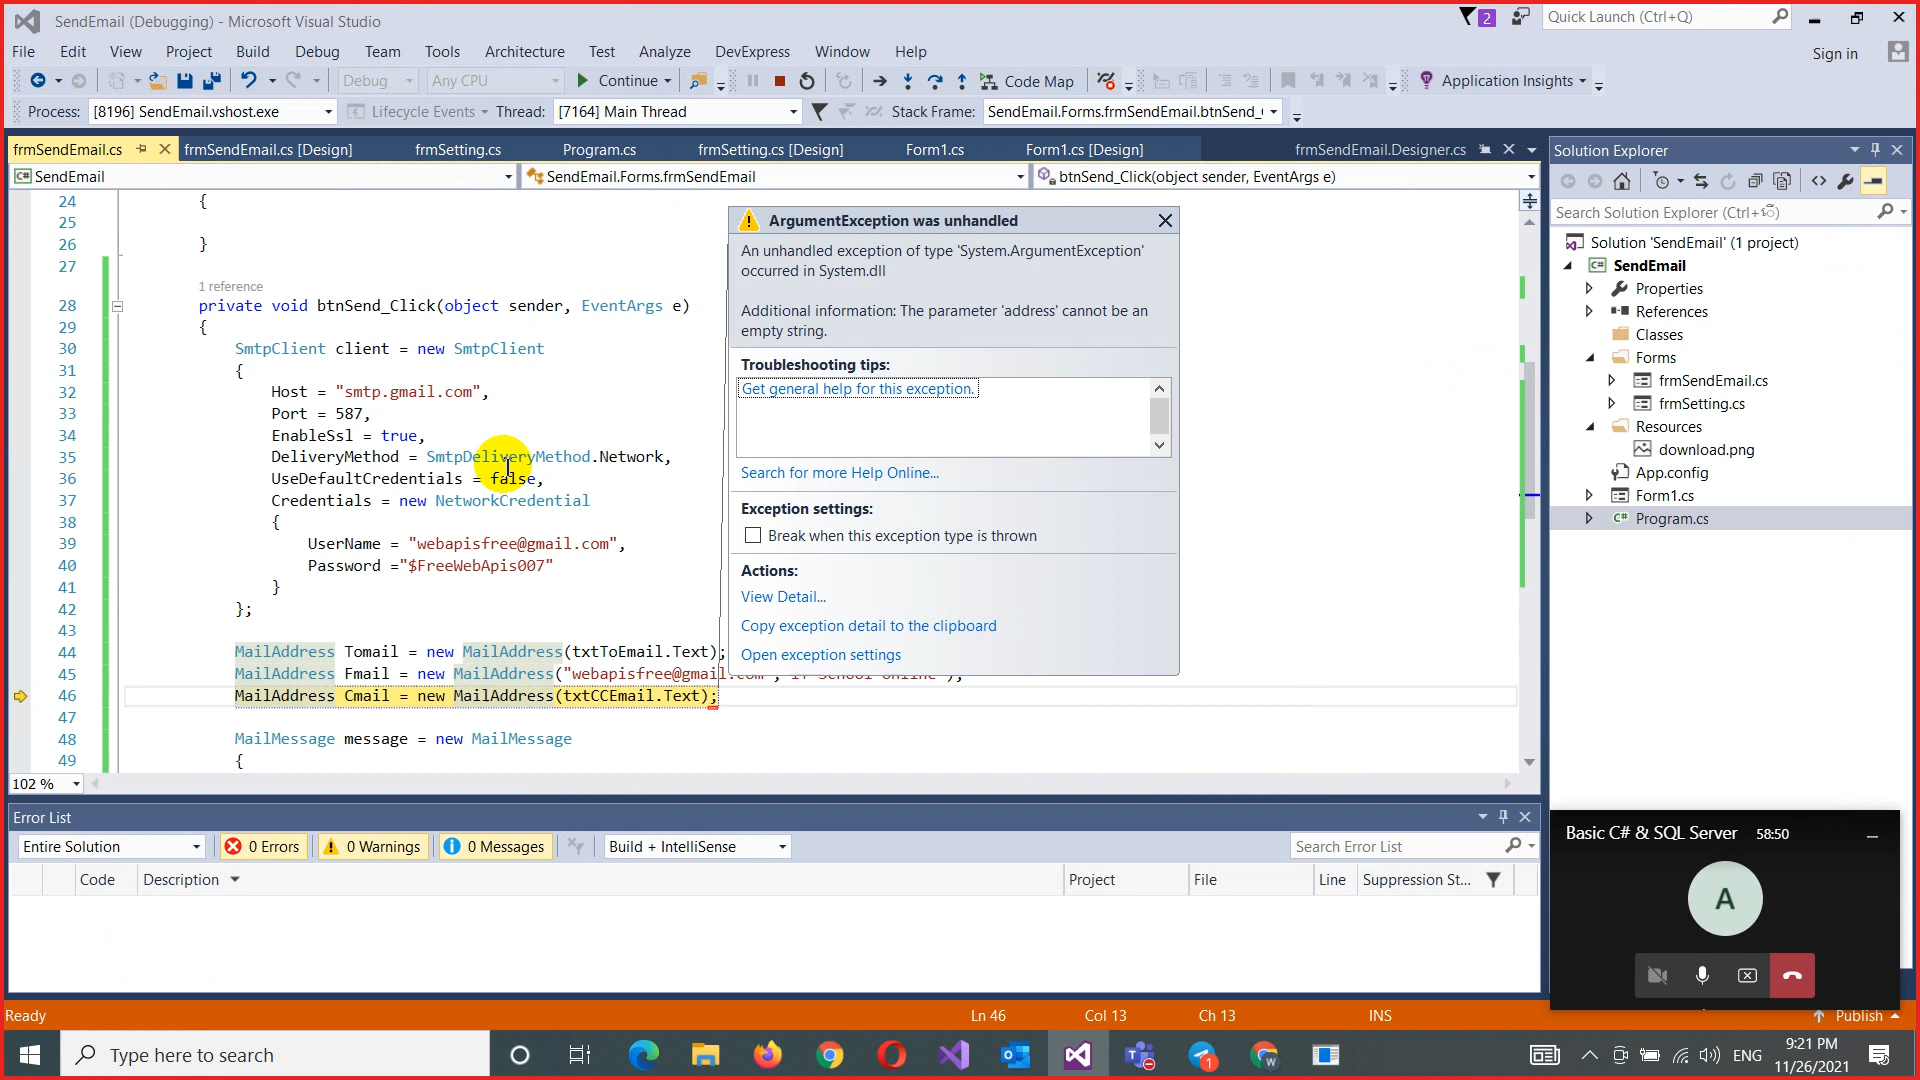 SendEmail (Debugging) - Microsoft Visual Studio
2
Quick Launch (Ctrl+Q)
File Edit View Project Build Debug Team Tools Architecture Test Analyze DevExpress Window Help
Sign in
Debug Any CPU Continue Code Map Application Insights
Process: [8196] SendEmail.vshost.exe Lifecycle Events Thread: [7164] Main Thread Stack Frame: SendEmail.Forms.frmSendEmail.btnSend_
frmSendEmail.cs frmSendEmail.cs [Design] frmSetting.cs Program.cs frmSetting.cs [Design] Form1.cs Form1.cs [Design] frmSendEmail.Designer.cs
SendEmail SendEmail.Forms.frmSendEmail btnSend_Click(object sender, EventArgs e)
24 {
25
26 }
27
1 reference
28 private void btnSend_Click(object sender, EventArgs e)
29 {
30 SmtpClient client = new SmtpClient
31 {
32 Host = "smtp.gmail.com",
33 Port = 587,
34 EnableSsl = true,
35 DeliveryMethod = SmtpDeliveryMethod.Network,
36 UseDefaultCredentials = false,
37 Credentials = new NetworkCredential
38 {
39 UserName = "webapisfree@gmail.com",
40 Password ="$FreeWebApis007"
41 }
42 };
43
44 MailAddress Tomail = new MailAddress(txtToEmail.Text);
45 MailAddress Fmail = new MailAddress("webapisfree@gmail.
46 MailAddress Cmail = new MailAddress(txtCCEmail.Text);
47
48 MailMessage message = new MailMessage
49 {
102 %
ArgumentException was unhandled
An unhandled exception of type 'System.ArgumentException'
occurred in System.dll
Additional information: The parameter 'address' cannot be an
empty string.
Troubleshooting tips:
Get general help for this exception.
Search for more Help Online...
Exception settings:
Break when this exception type is thrown
Actions:
View Detail...
Copy exception detail to the clipboard
Open exception settings
Solution Explorer
Search Solution Explorer (Ctrl+
Solution 'SendEmail' (1 project)
C# SendEmail
Properties
References
Classes
Forms
frmSendEmail.cs
frmSetting.cs
Resources
download.png
App.config
Form1.cs
C# Program.cs
Error List
Entire Solution 0 Errors 0 Warnings 0 Messages Build + IntelliSense Search Error List
Code Description Project File Line Suppression St...
Basic C# & SQL Server 58:50
A
Ready Ln 46 Col 13 Ch 13 INS Publish
Type here to search
1
W
ENG
9:21 PM
11/26/2021